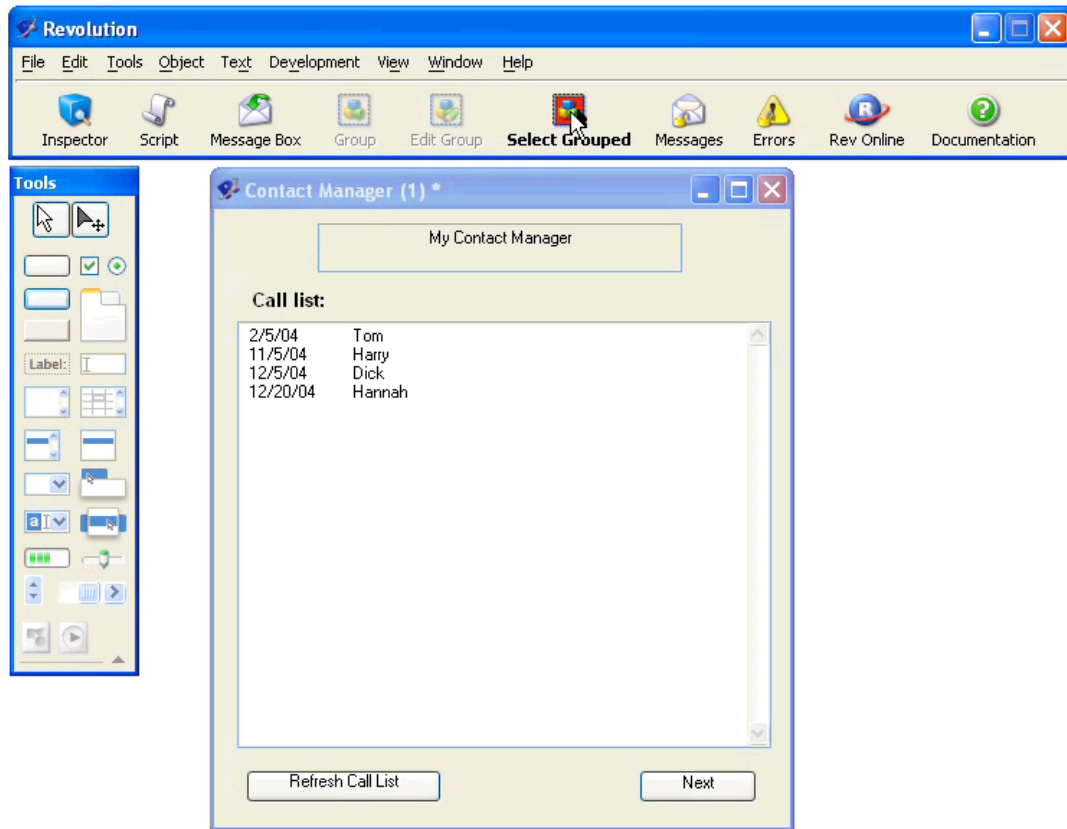 Revolution
File Edit Tools Object Text Development View Window Help
Inspector Script Message Box Group Edit Group Select Grouped Messages Errors Rev Online Documentation
Tools
Label:
Contact Manager (1) *
My Contact Manager
Call list:
2/5/04 Tom
11/5/04 Harry
12/5/04 Dick
12/20/04 Hannah
Refresh Call List Next